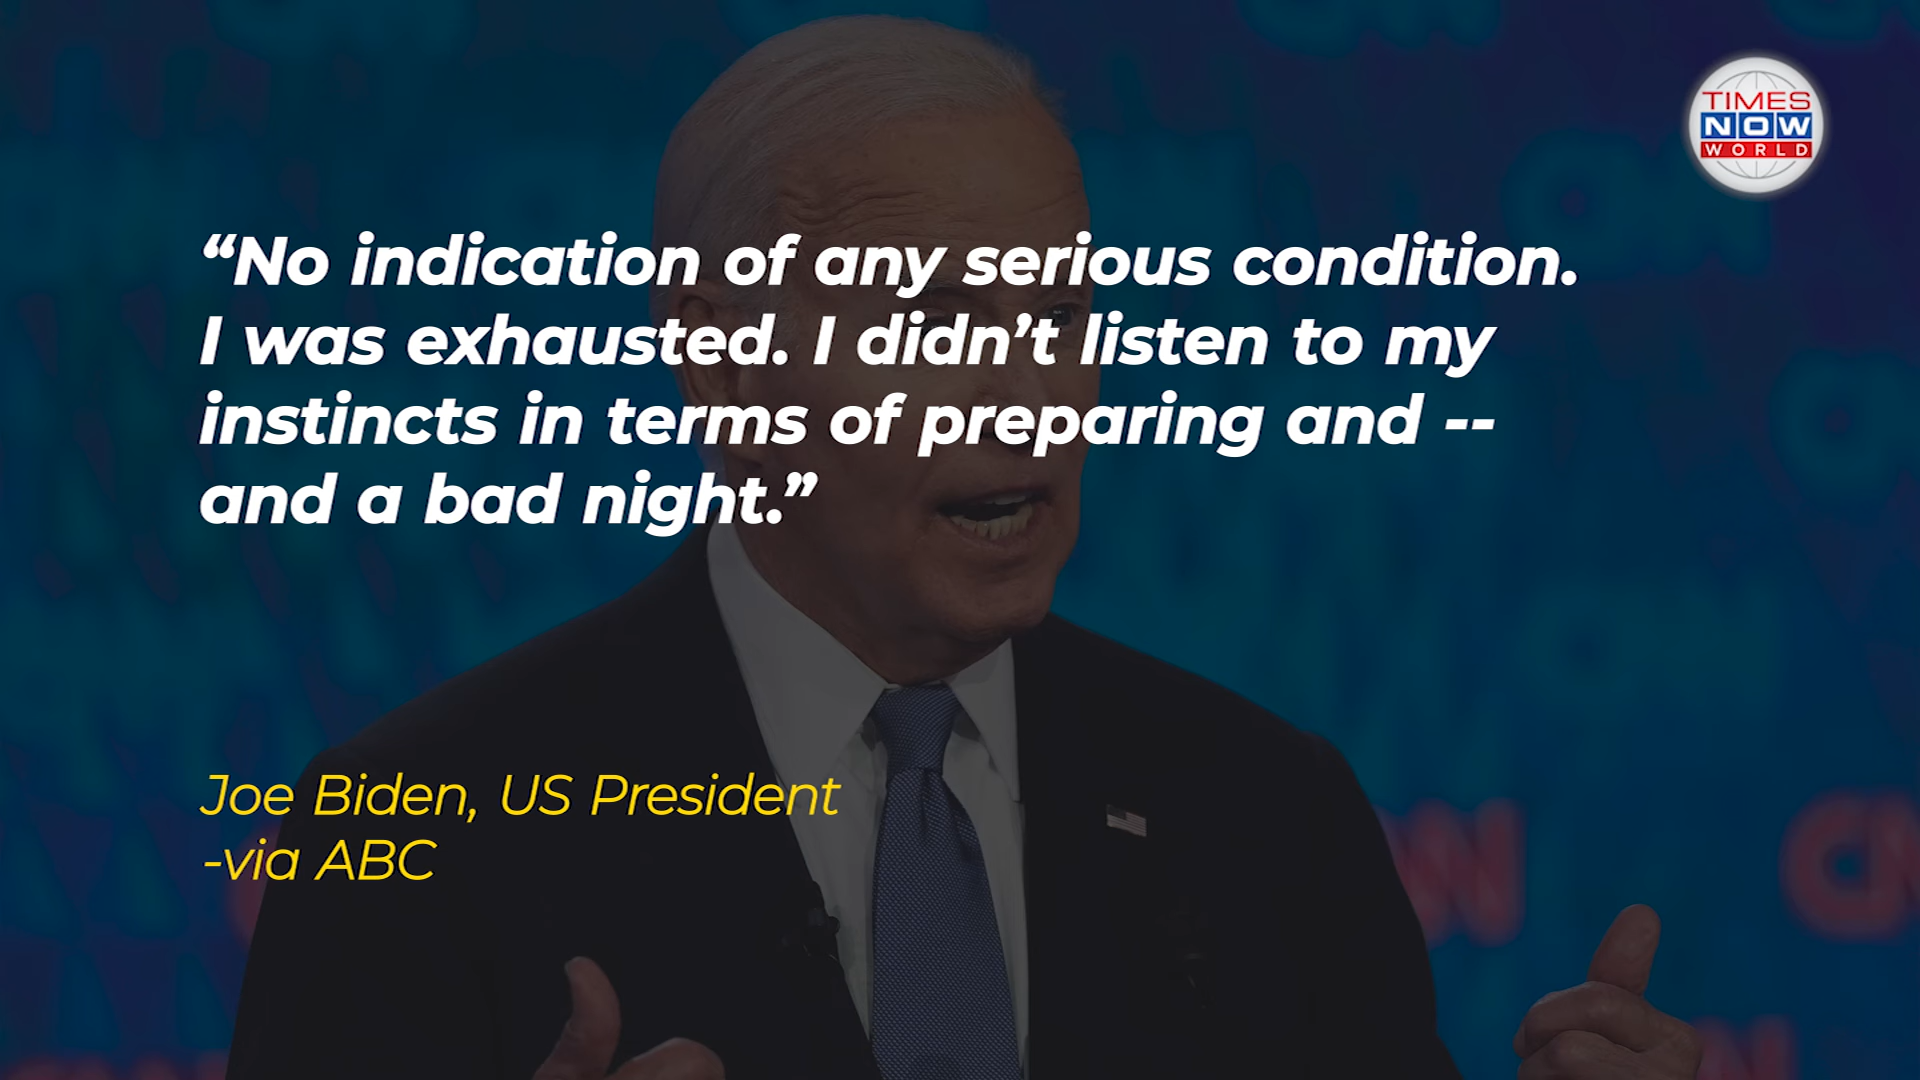 TIMES
NOW
WORLD
“No indication of any serious condition.
I was exhausted. I didn’t listen to my
instincts in terms of preparing and --
and a bad night.”
Joe Biden, US President
-via ABC
CNN